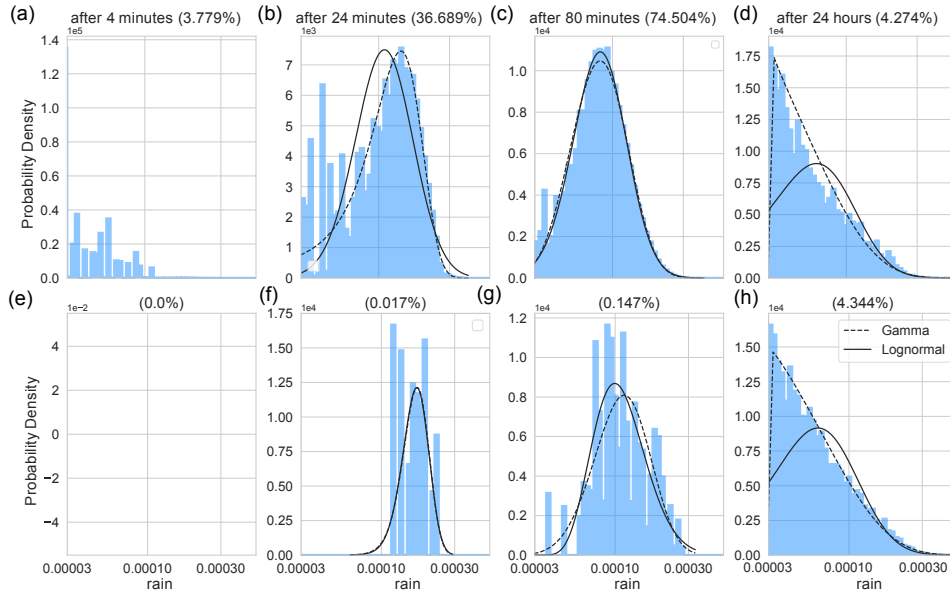 (a) after 4 minutes (3.779%)
(b) after 24 minutes (36.689%)
(c) after 80 minutes (74.504%)
(d) after 24 hours (4.274%)
1e5
1e3
1e4
1e4
Probability Density
1.4
1.2
1.0
0.8
0.6
0.4
0.2
0.0
7
6
5
4
3
2
1
0
1.0
0.8
0.6
0.4
0.2
0.0
1.75
1.50
1.25
1.00
0.75
0.50
0.25
0.00
(e) (0.0%)
(f) (0.017%)
(g) (0.147%)
(h) (4.344%)
1e−2
1e4
1e4
1e4
Probability Density
4
2
0
−2
−4
1.75
1.50
1.25
1.00
0.75
0.50
0.25
0.00
1.2
1.0
0.8
0.6
0.4
0.2
0.0
1.50
1.25
1.00
0.75
0.50
0.25
0.00
Gamma
Lognormal
0.00003 0.00010 0.00030
0.00003 0.00010 0.00030
0.00003 0.00010 0.00030
0.00003 0.00010 0.00030
rain
rain
rain
rain